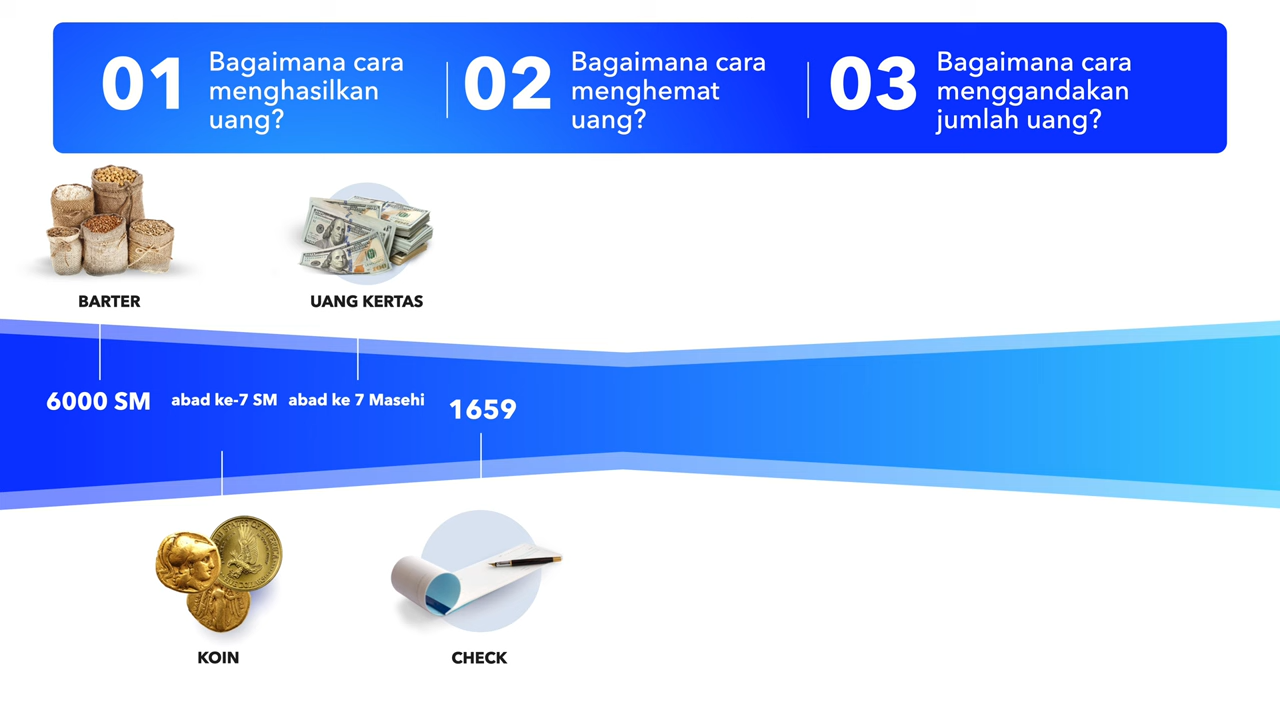 01
Bagaimana cara
menghasilkan
uang?
02
Bagaimana cara
menghemat
uang?
03
Bagaimana cara
menggandakan
jumlah uang?
BARTER
UANG KERTAS
6000 SM
abad ke-7 SM
abad ke 7 Masehi
1659
KOIN
CHECK